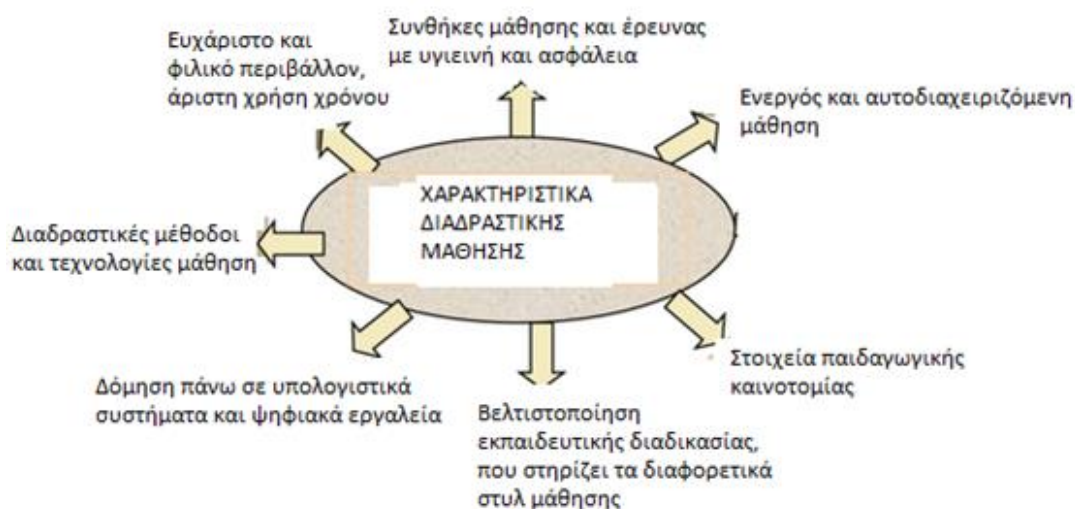 Ευχάριστο και
φιλικό περιβάλλον,
άριστη χρήση χρόνου
Συνθήκες μάθησης και έρευνας
με υγιεινή και ασφάλεια
Ενεργός και αυτοδιαχειριζόμενη
μάθηση
ΧΑΡΑΚΤΗΡΙΣΤΙΚΑ
ΔΙΑΔΡΑΣΤΙΚΗΣ
ΜΑΘΗΣΗΣ
Διαδραστικές μέθοδοι
και τεχνολογίες μάθηση
Στοιχεία παιδαγωγικής
καινοτομίας
Δόμηση πάνω σε υπολογιστικά
συστήματα και ψηφιακά εργαλεία
Βελτιστοποίηση
εκπαιδευτικής διαδικασίας,
που στηρίζει τα διαφορετικά
στυλ μάθησης